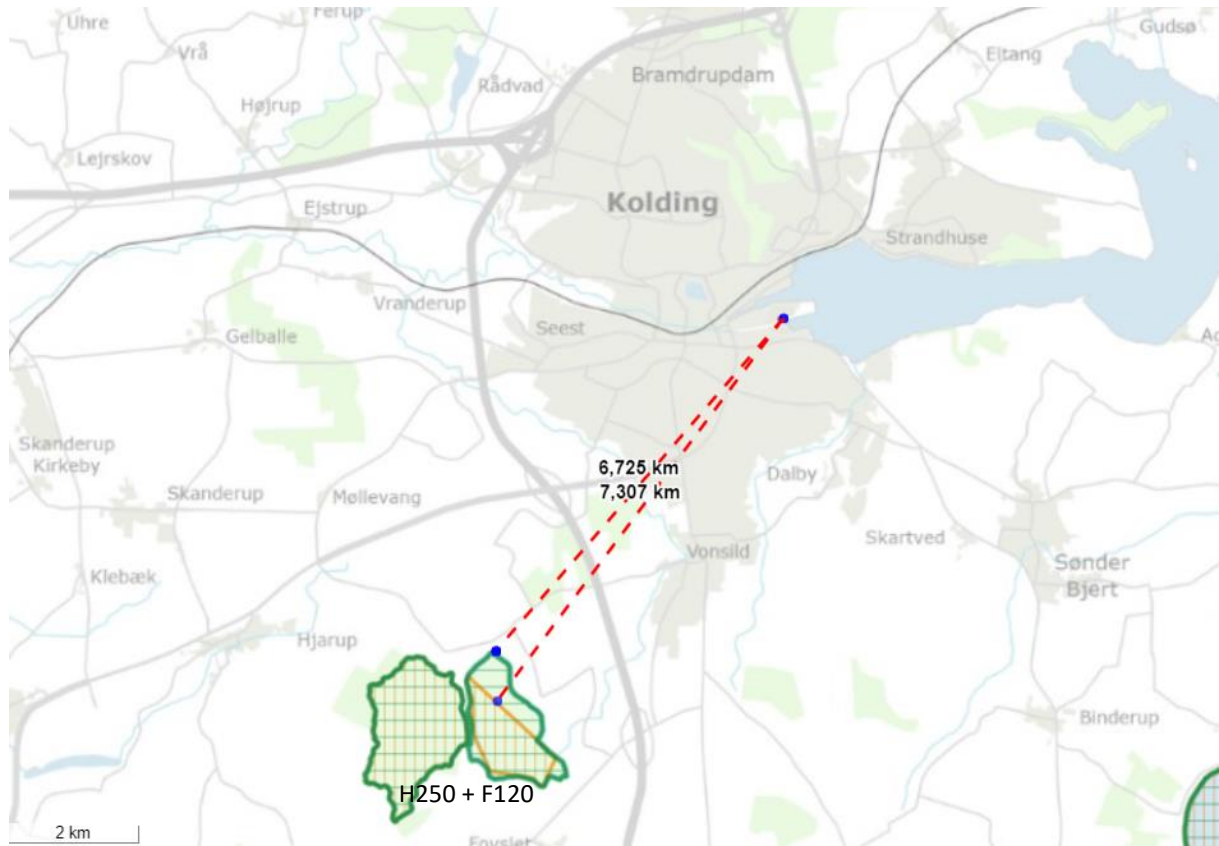 Uhre
Ferup
Gudsø
Vrå
Bramdrupdam
Eltang
Rådvad
Højrup
Lejrskov
Kolding
Ejstrup
Strandhuse
Vranderup
Seest
Gelballe
Skanderup
Kirkeby
6,725 km
7,307 km
Dalby
Skanderup
Møllevang
Skartved
Vonsild
Sønder
Bjert
Klebæk
Hjarup
Binderup
H250 + F120
2 km